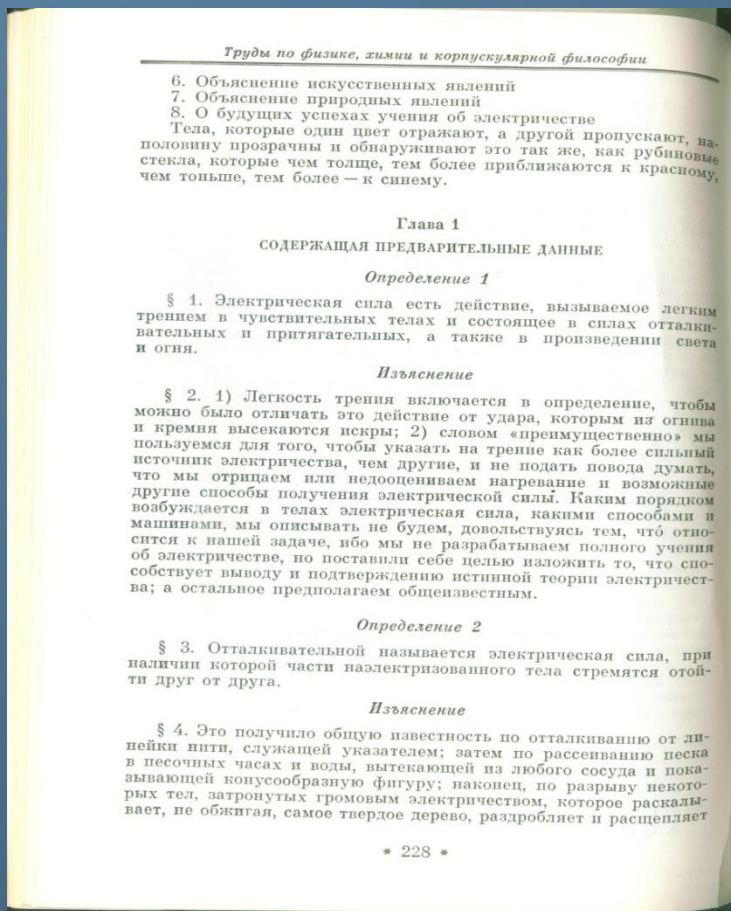 Труды по физике, химии и корпускулярной философии
6. Объяснение искусственных явлений
7. Объяснение природных явлений
8. О будущих успехах учения об электричестве
Тела, которые один цвет отражают, а другой пропускают, на-
половину прозрачны и обнаруживают это так же, как рубиновые
стекла, которые чем толще, тем более приближаются к красному,
чем тоньше, тем более — к синему.
Глава 1
СОДЕРЖАЩАЯ ПРЕДВАРИТЕЛЬНЫЕ ДАННЫЕ
Определение 1
§ 1. Электрическая сила есть действие, вызываемое легким
трением в чувствительных телах и состоящее в силах отталки-
вательных и притягательных, а также в произведении света
и огня.
Изъяснение
§ 2. 1) Легкость трения включается в определение, чтобы
можно было отличать это действие от удара, которым из огнива
и кремня высекаются искры; 2) словом «преимущественно» мы
пользуемся для того, чтобы указать на трение как более сильный
источник электричества, чем другие, и не подать повода думать,
что мы отрицаем или недооцениваем нагревание и возможные
другие способы получения электрической силы. Каким порядком
возбуждается в телах электрическая сила, какими способами и
машинами, мы описывать не будем, довольствуясь тем, что́ отно-
сится к нашей задаче, ибо мы не разрабатываем полного учения
об электричестве, но поставили себе целью изложить то, что спо-
собствует выводу и подтверждению истинной теории электричест-
ва; а остальное предполагаем общеизвестным.
Определение 2
§ 3. Отталкивательной называется электрическая сила, при
наличии которой части наэлектризованного тела стремятся отой-
ти друг от друга.
Изъяснение
§ 4. Это получило общую известность по отталкиванию от ли-
нейки нити, служащей указателем; затем по рассеиванию песка
в песочных часах и воды, вытекающей из любого сосуда и пока-
зывающей конусообразную фигуру; наконец, по разрыву некото-
рых тел, затронутых громовым электричеством, которое раскалы-
вает, не обжигая, самое твердое дерево, раздробляет и расщепляет
* 228 *